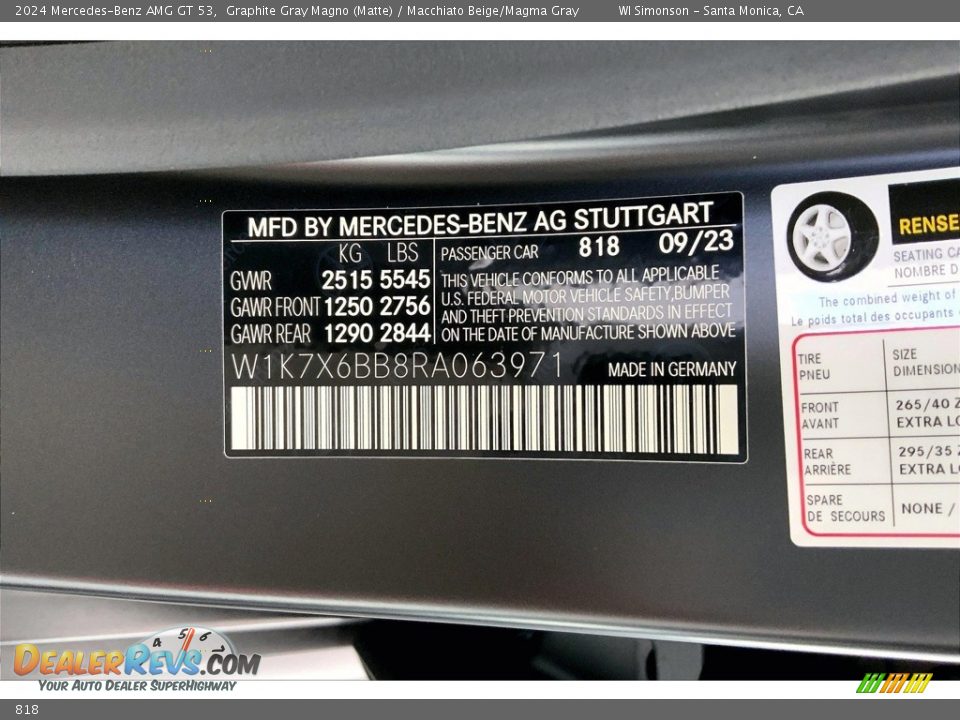 2024 Mercedes-Benz AMG GT 53, Graphite Gray Magno (Matte) / Macchiato Beige/Magma Gray WI Simonson - Santa Monica, CA
MFD BY MERCEDES-BENZ AG STUTTGART
KG LBS
GVWR 2515 5545
GAWR FRONT 1250 2756
GAWR REAR 1290 2844
PASSENGER CAR 818 09/23
THIS VEHICLE CONFORMS TO ALL APPLICABLE
U.S. FEDERAL MOTOR VEHICLE SAFETY, BUMPER
AND THEFT PREVENTION STANDARDS IN EFFECT
ON THE DATE OF MANUFACTURE SHOWN ABOVE
W1K7X6BB8RA063971 MADE IN GERMANY
RENSE
SEATING CA
NOMBRE D
The combined weight of
Le poids total des occupants
TIRE SIZE
PNEU DIMENSION
FRONT 265/40 Z
AVANT EXTRA LO
REAR 295/35 Z
ARRIÈRE EXTRA L
SPARE
DE SECOURS NONE /
4 5 6
DEALERREVS.COM
YOUR AUTO DEALER SUPERHIGHWAY
818